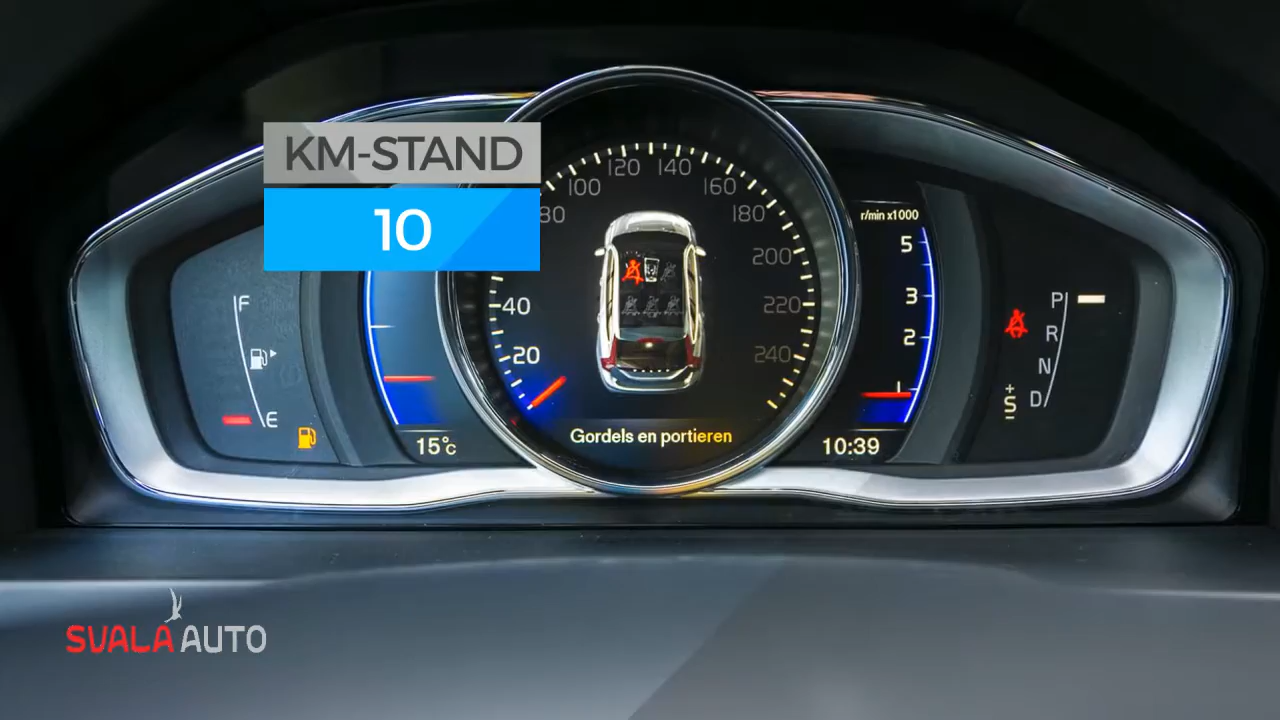 KM-STAND
10
80
100
120
140
160
180
200
220
240
40
20
r/min x1000
5
3
2
1
F
E
P
R
N
D
+
S
-
15°c
Gordels en portieren
10:39
SVALA AUTO